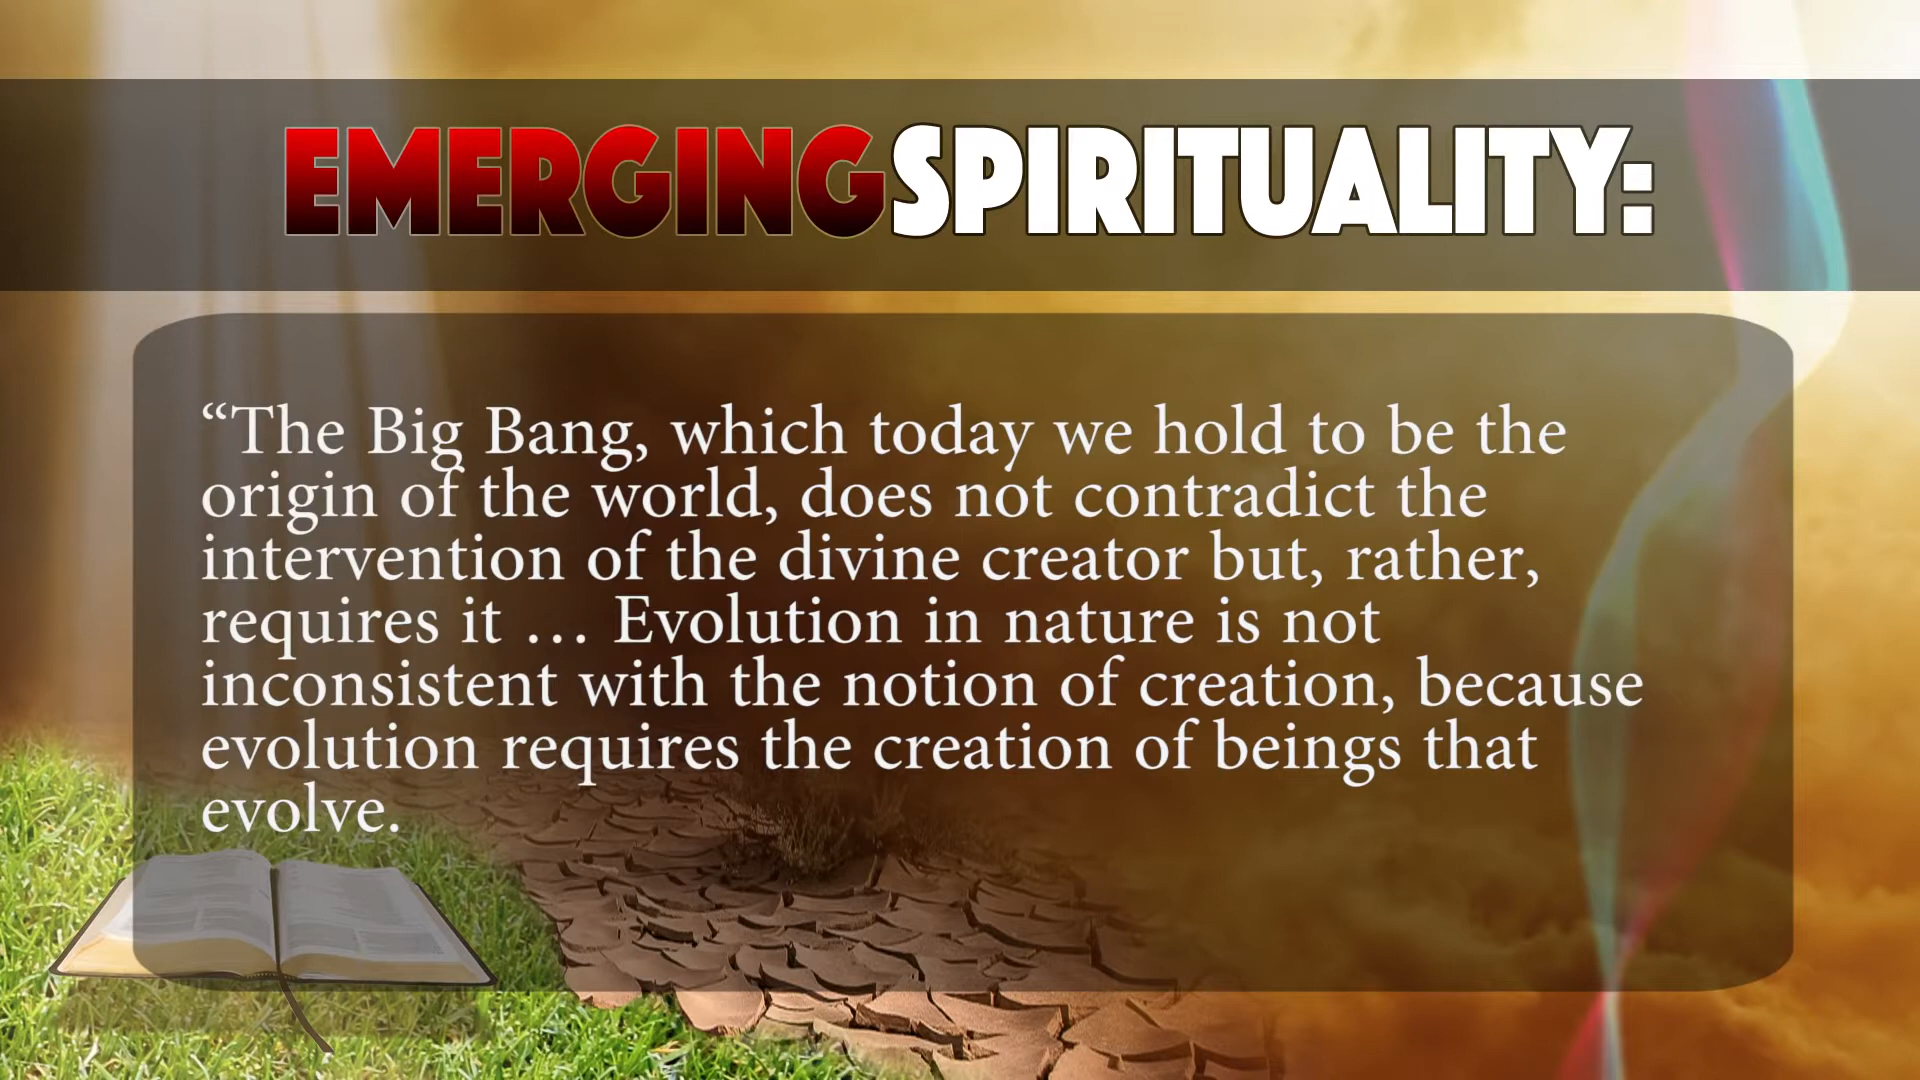 EMERGING SPIRITUALITY:
“The Big Bang, which today we hold to be the
origin of the world, does not contradict the
intervention of the divine creator but, rather,
requires it … Evolution in nature is not
inconsistent with the notion of creation, because
evolution requires the creation of beings that
evolve.